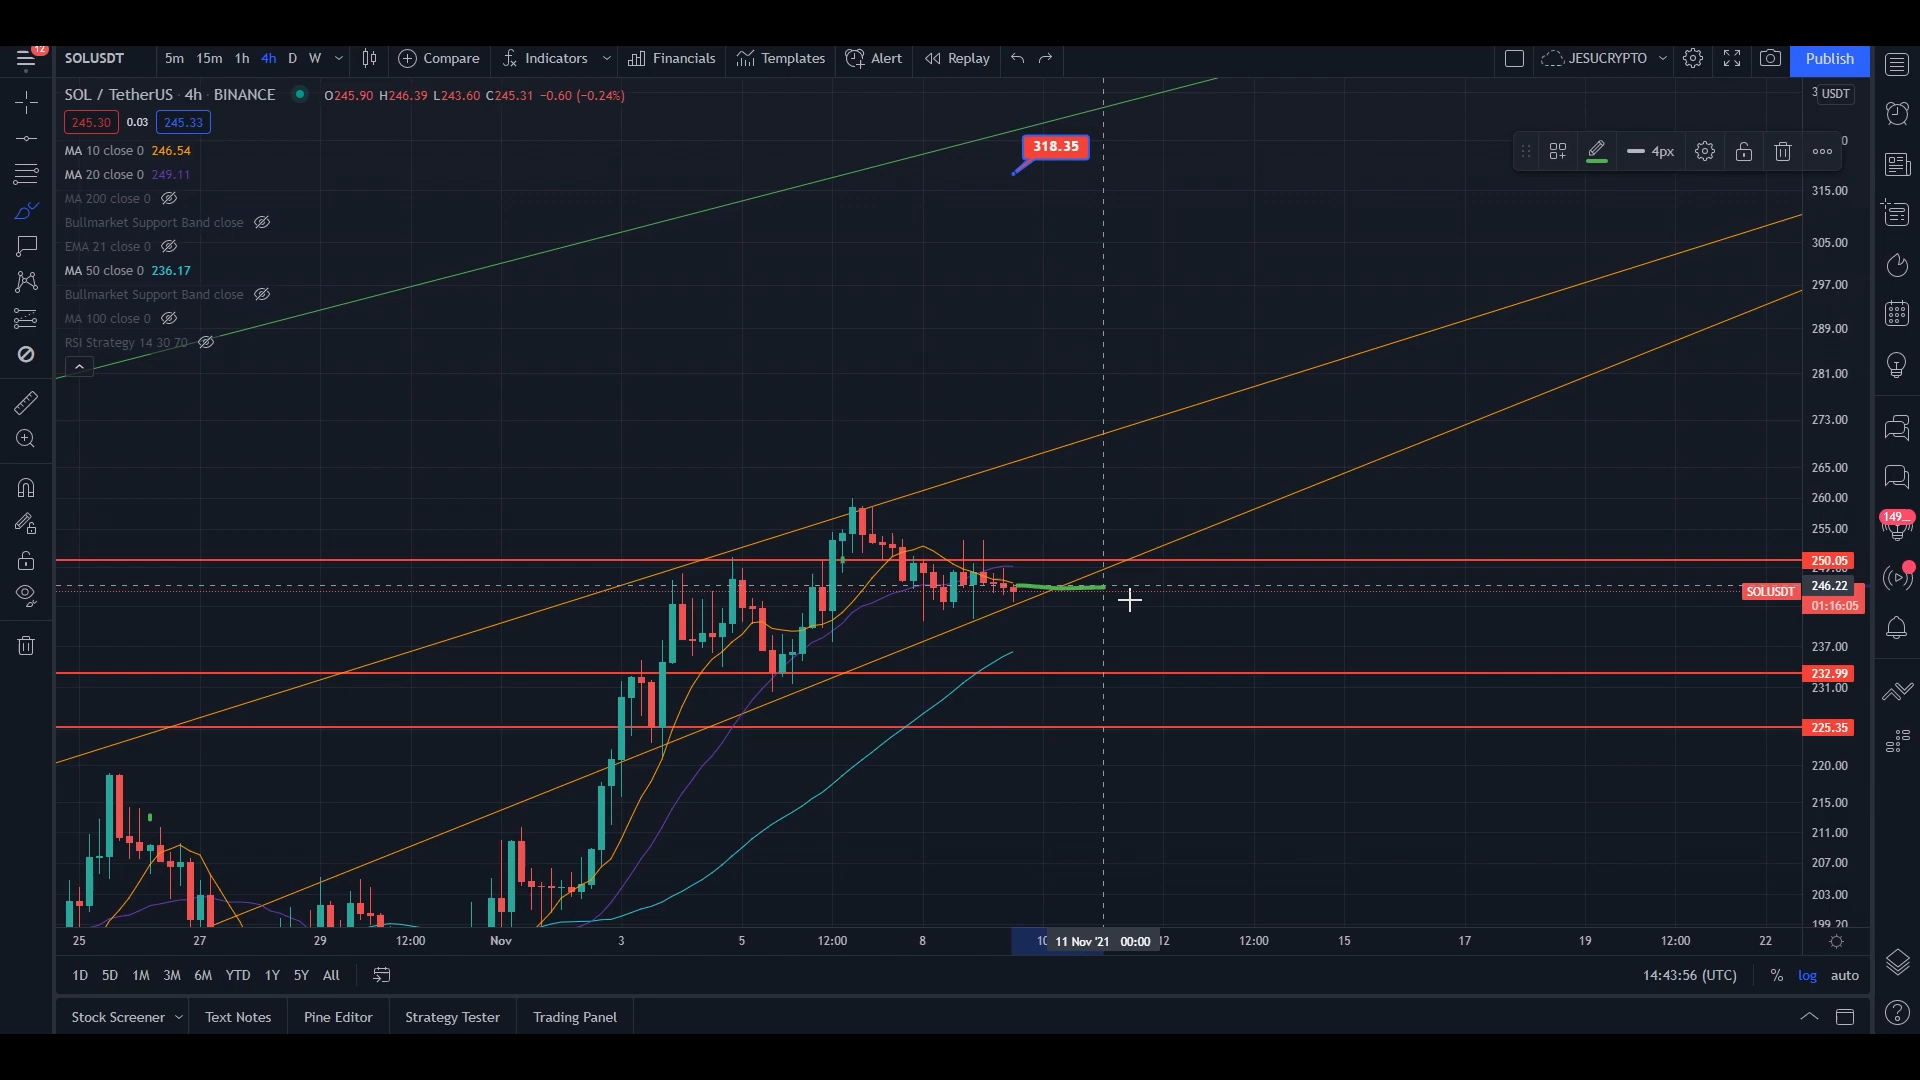 12
SOLUSDT 5m 15m 1h 4h D W Compare Indicators Financials Templates Alert Replay JESUCRYPTO Publish
SOL / TetherUS · 4h · BINANCE O245.90 H246.39 L243.60 C245.31 −0.60 (−0.24%)
245.30 0.03 245.33
MA 10 close 0 246.54
MA 20 close 0 249.11
MA 200 close 0
Bullmarket Support Band close
EMA 21 close 0
MA 50 close 0 236.17
Bullmarket Support Band close
MA 100 close 0
RSI Strategy 14 30 70
318.35
4px
USDT
315.00
305.00
297.00
289.00
281.00
273.00
265.00
260.00
255.00
250.05
246.22
SOLUSDT
01:16:05
237.00
232.99
231.00
225.35
220.00
215.00
211.00
207.00
203.00
199.20
149...
25 27 29 12:00 Nov 3 5 12:00 8 10 11 Nov '21 00:00 12 12:00 15 17 19 12:00 22
1D 5D 1M 3M 6M YTD 1Y 5Y All 14:43:56 (UTC) % log auto
Stock Screener Text Notes Pine Editor Strategy Tester Trading Panel